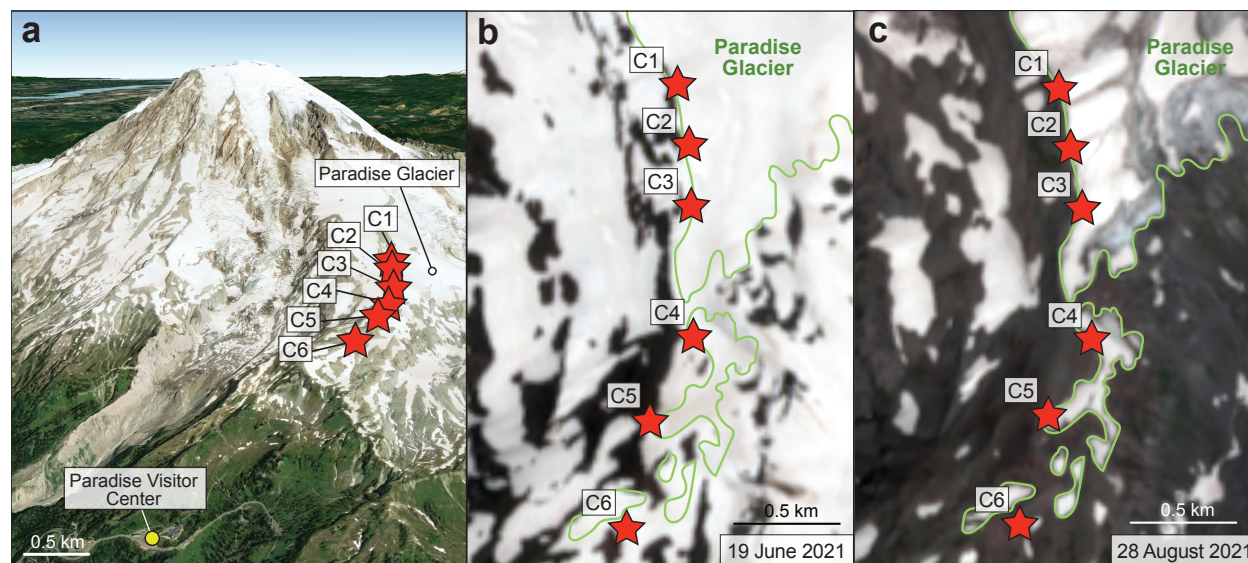 a
Paradise Glacier
C1
C2
C3
C4
C5
C6
Paradise Visitor
Center
0.5 km
b
Paradise
Glacier
C1
C2
C3
C4
C5
C6
0.5 km
19 June 2021
c
Paradise
Glacier
C1
C2
C3
C4
C5
C6
0.5 km
28 August 2021